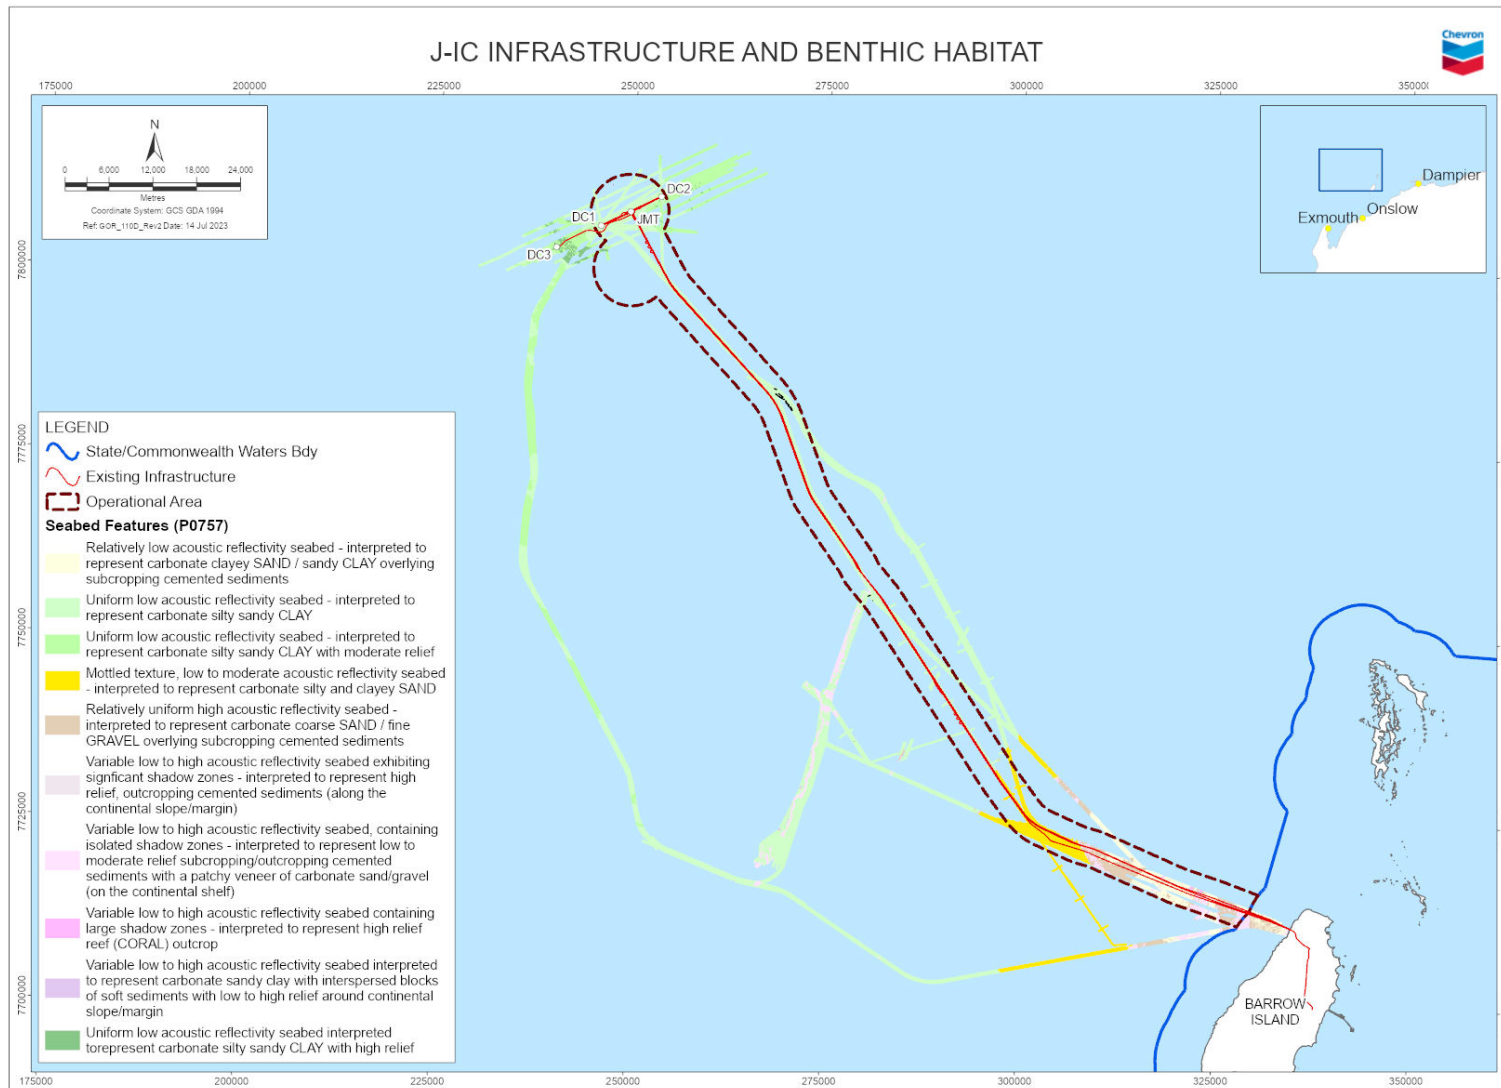 J-IC INFRASTRUCTURE AND BENTHIC HABITAT
Chevron
175000 200000 225000 250000 275000 300000 325000 350000
N
0 6,000 12,000 18,000 24,000
Metres
Coordinate System: GCS GDA 1994
Ref: GOR_110D_Rev2 Date: 14 Jul 2023
Dampier
Onslow
Exmouth
DC2
DC1
JMT
DC3
7800000
7775000
7750000
7725000
7700000
LEGEND
State/Commonwealth Waters Bdy
Existing Infrastructure
Operational Area
Seabed Features (P0757)
Relatively low acoustic reflectivity seabed - interpreted to
represent carbonate clayey SAND / sandy CLAY overlying
subcropping cemented sediments
Uniform low acoustic reflectivity seabed - interpreted to
represent carbonate silty sandy CLAY
Uniform low acoustic reflectivity seabed - interpreted to
represent carbonate silty sandy CLAY with moderate relief
Mottled texture, low to moderate acoustic reflectivity seabed
- interpreted to represent carbonate silty and clayey SAND
Relatively uniform high acoustic reflectivity seabed -
interpreted to represent carbonate coarse SAND / fine
GRAVEL overlying subcropping cemented sediments
Variable low to high acoustic reflectivity seabed exhibiting
signficant shadow zones - interpreted to represent high
relief, outcropping cemented sediments (along the
continental slope/margin)
Variable low to high acoustic reflectivity seabed, containing
isolated shadow zones - interpreted to represent low to
moderate relief subcropping/outcropping cemented
sediments with a patchy veneer of carbonate sand/gravel
(on the continental shelf)
Variable low to high acoustic reflectivity seabed containing
large shadow zones - interpreted to represent high relief
reef (CORAL) outcrop
Variable low to high acoustic reflectivity seabed interpreted
to represent carbonate sandy clay with interspersed blocks
of soft sediments with low to high relief around continental
slope/margin
Uniform low acoustic reflectivity seabed interpreted
torepresent carbonate silty sandy CLAY with high relief
BARROW
ISLAND
175000 200000 225000 250000 275000 300000 325000 350000